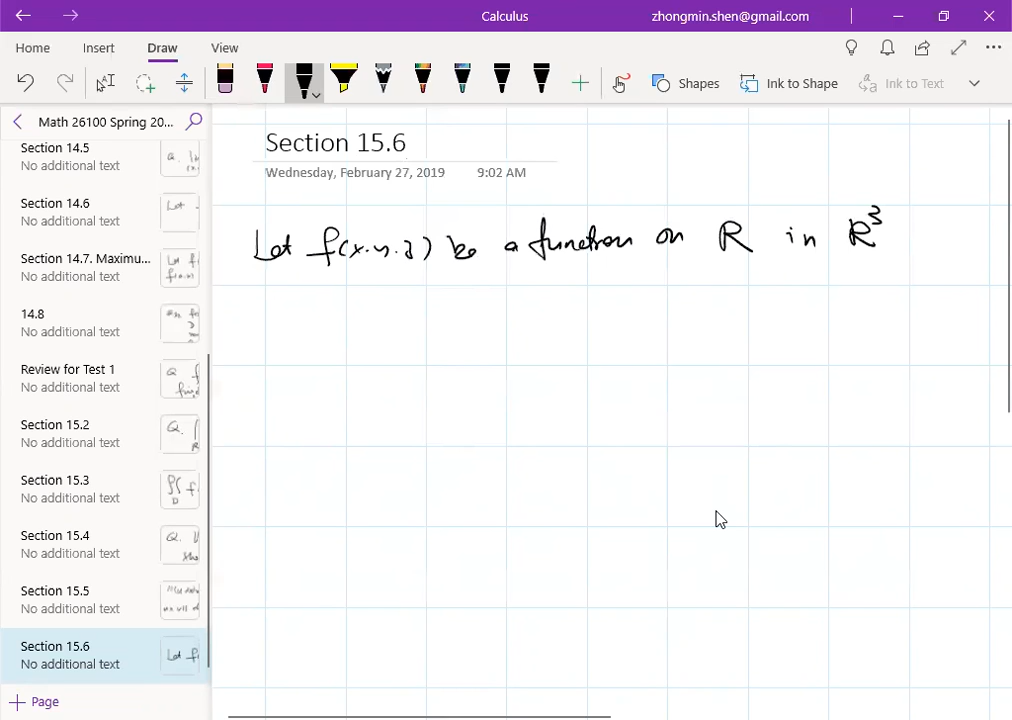 Calculus
zhongmin.shen@gmail.com
Home
Insert
Draw
View
Shapes
Ink to Shape
Ink to Text
Math 26100 Spring 20...
Section 14.5
No additional text
Section 14.6
No additional text
Section 14.7. Maximu...
No additional text
14.8
No additional text
Review for Test 1
No additional text
Section 15.2
No additional text
Section 15.3
No additional text
Section 15.4
No additional text
Section 15.5
No additional text
Section 15.6
No additional text
Page
Section 15.6
Wednesday, February 27, 2019 9:02 AM
Let f(x.y.z) be a function on R in R³